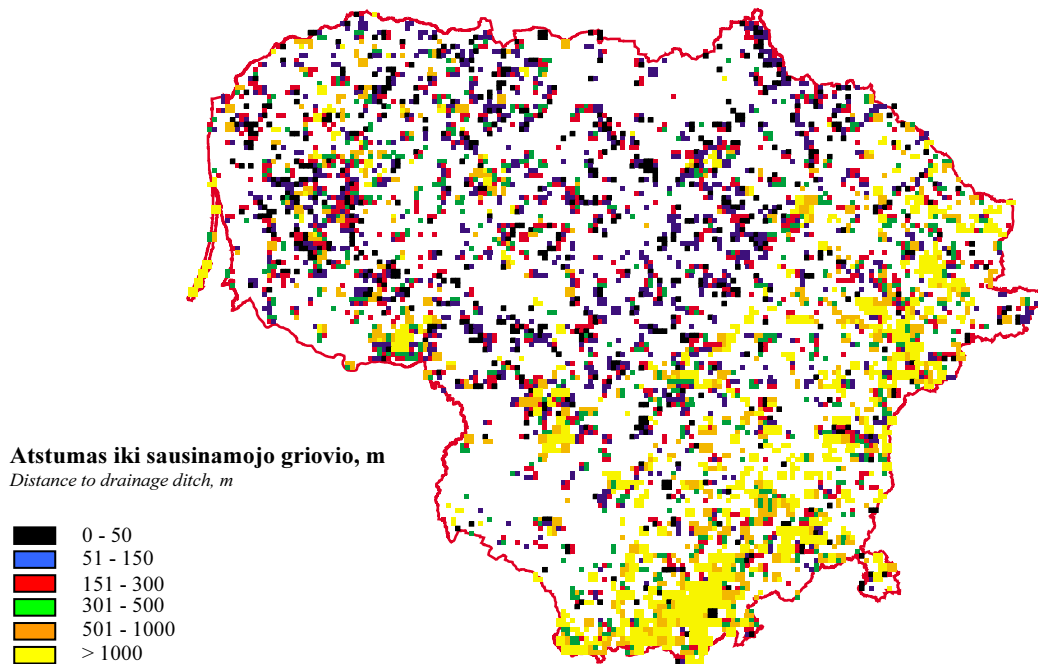 Atstumas iki sausinamojo griovio, m
Distance to drainage ditch, m
0 - 50
51 - 150
151 - 300
301 - 500
501 - 1000
> 1000